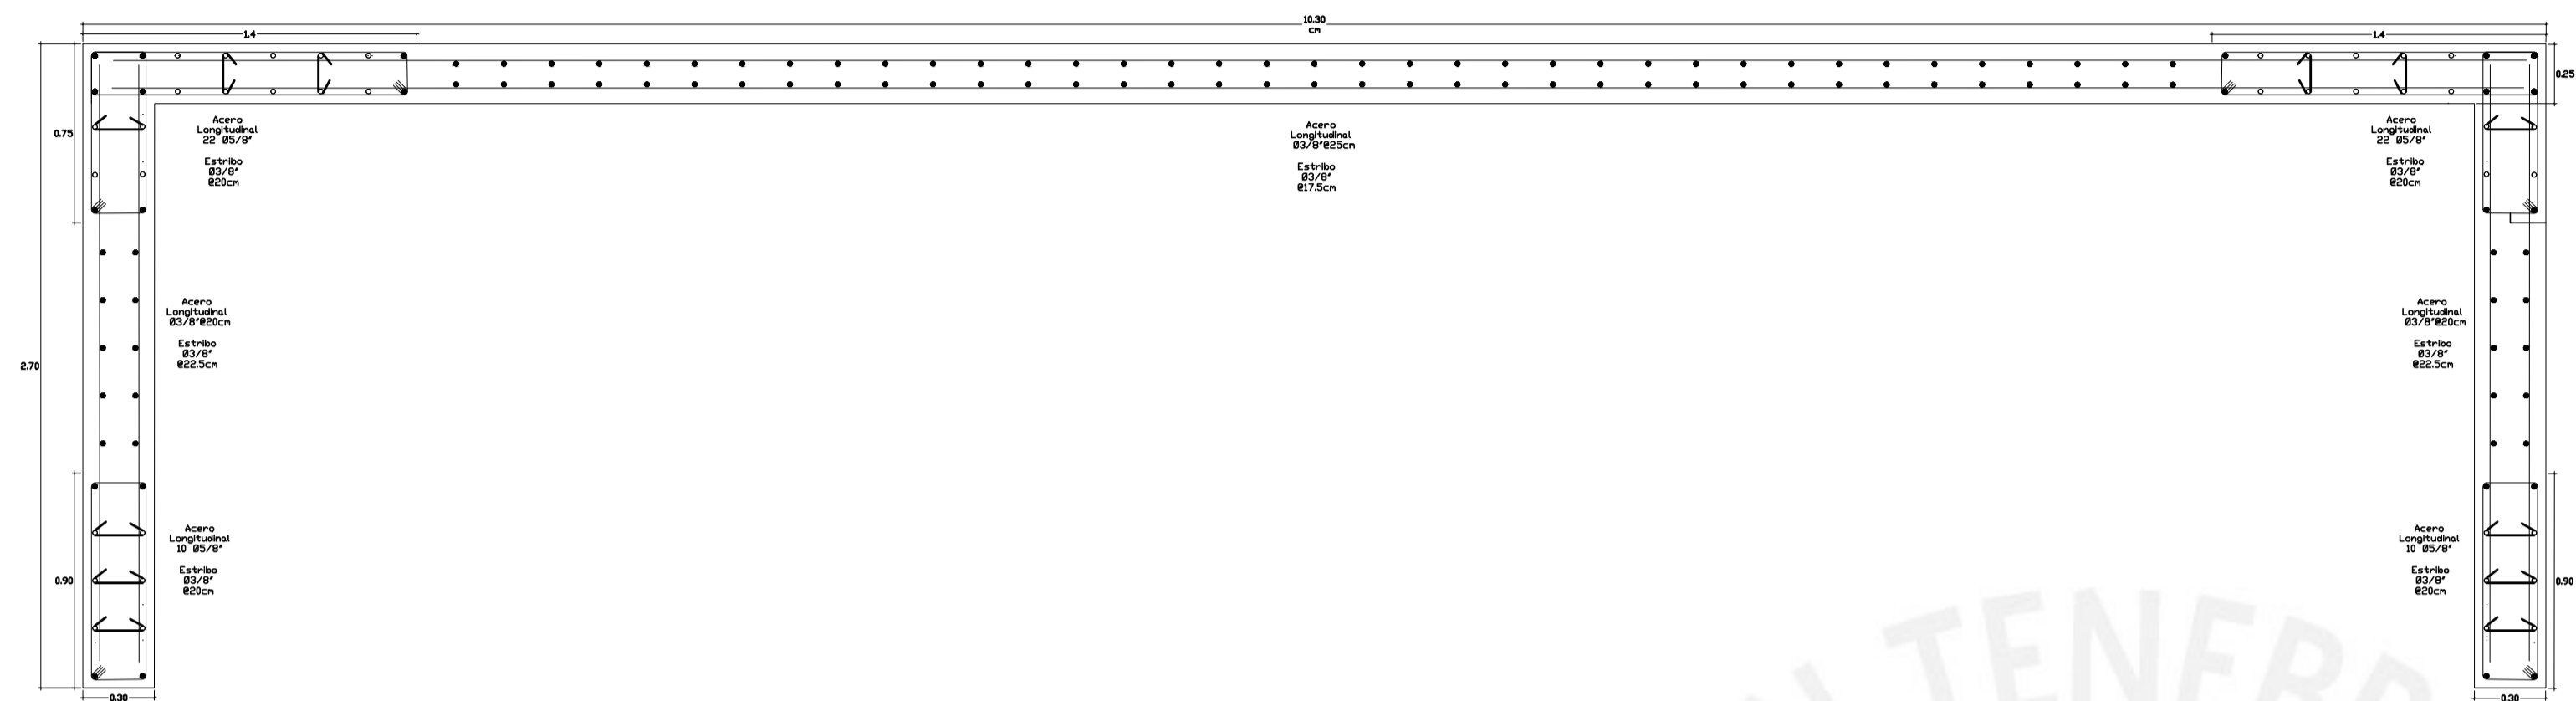 10.30
cm
1.4
1.4
0.25
0.75
Acero
Longitudinal
22 Ø5/8"
Estribo
Ø3/8"
@20cm
Acero
Longitudinal
Ø3/8"@25cm
Estribo
Ø3/8"
@17.5cm
Acero
Longitudinal
22 Ø5/8"
Estribo
Ø3/8"
@20cm
2.70
Acero
Longitudinal
Ø3/8"@20cm
Estribo
Ø3/8"
@22.5cm
Acero
Longitudinal
Ø3/8"@20cm
Estribo
Ø3/8"
@22.5cm
0.90
Acero
Longitudinal
10 Ø5/8"
Estribo
Ø3/8"
@20cm
Acero
Longitudinal
10 Ø5/8"
Estribo
Ø3/8"
@20cm
0.90
0.30
0.30